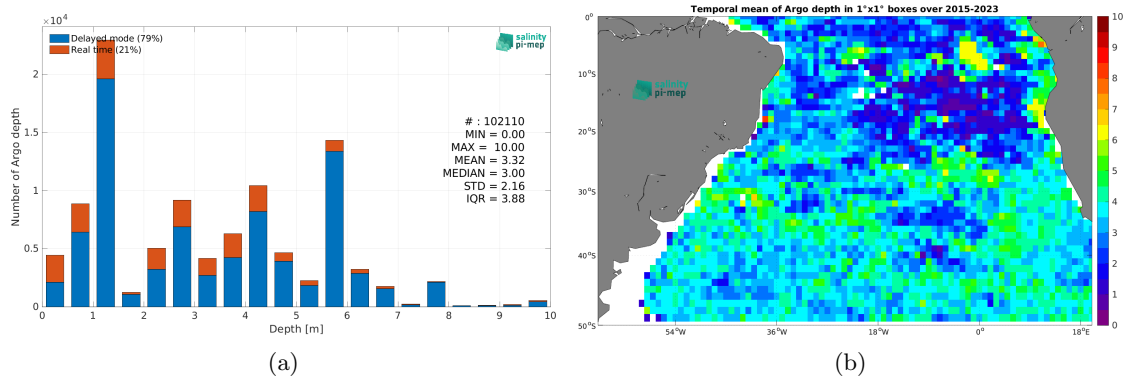 ×10⁴
Delayed mode (79%)
Real time (21%)
salinity
pi-mep
2
1.5
1
0.5
0
Number of Argo depth
# : 102110
MIN = 0.00
MAX = 10.00
MEAN = 3.32
MEDIAN = 3.00
STD = 2.16
IQR = 3.88
0 1 2 3 4 5 6 7 8 9 10
Depth [m]
(a)
Temporal mean of Argo depth in 1°x1° boxes over 2015-2023
0°
10°S
20°S
30°S
40°S
50°S
salinity
pi-mep
54°W 36°W 18°W 0° 18°E
10
9
8
7
6
5
4
3
2
1
0
(b)